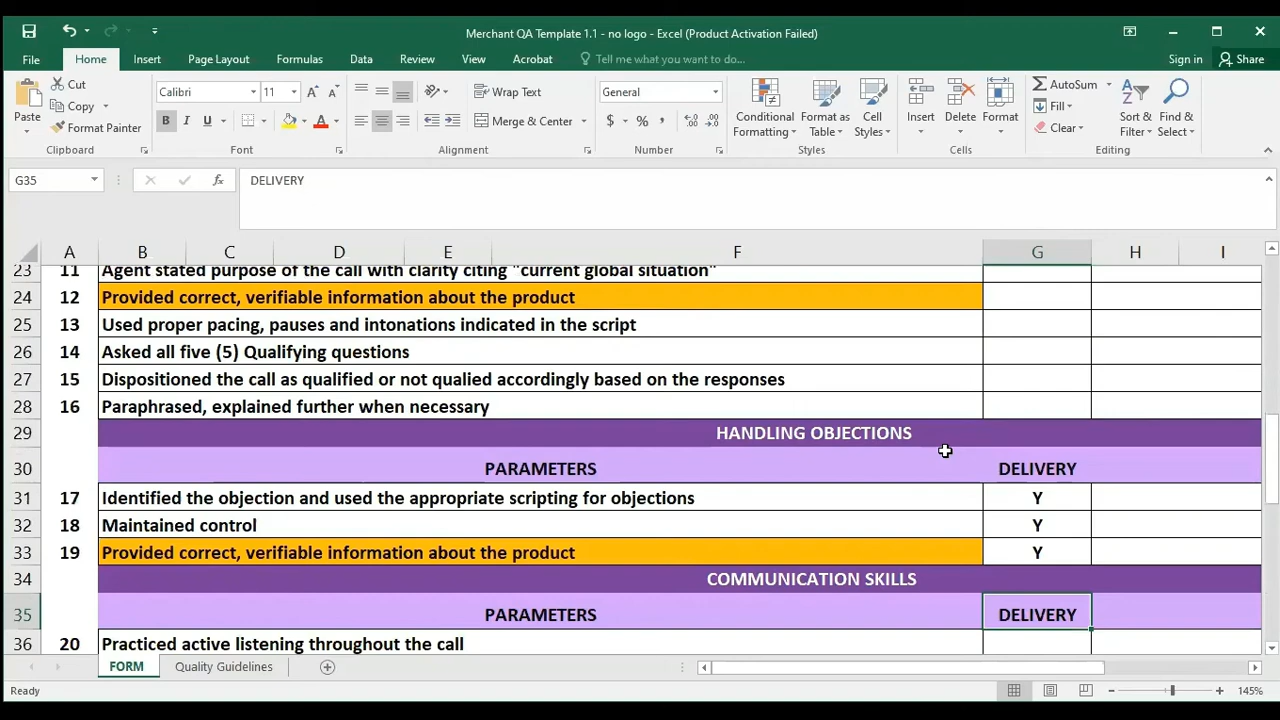 Merchant QA Template 1.1 - no logo - Excel (Product Activation Failed)
File Home Insert Formulas Page Layout Formulas Data Review View Acrobat Tell me what you want to do... Sign in Share
Cut
Copy
Format Painter
Paste
Clipboard
Calibri 11 A A
B I U A
Font
Wrap Text
Merge & Center
Alignment
General
$ % , .00
Number
Conditional Formatting
Format as Table
Cell Styles
Styles
Insert Delete Format
Cells
AutoSum
Fill
Clear
Sort & Filter
Find & Select
Editing
G35 fx DELIVERY
A B C D E F G H I
23 11 Agent stated purpose of the call with clarity citing "current global situation"
24 12 Provided correct, verifiable information about the product
25 13 Used proper pacing, pauses and intonations indicated in the script
26 14 Asked all five (5) Qualifying questions
27 15 Dispositioned the call as qualified or not qualied accordingly based on the responses
28 16 Paraphrased, explained further when necessary
29 HANDLING OBJECTIONS
30 PARAMETERS DELIVERY
31 17 Identified the objection and used the appropriate scripting for objections Y
32 18 Maintained control Y
33 19 Provided correct, verifiable information about the product Y
34 COMMUNICATION SKILLS
35 PARAMETERS DELIVERY
36 20 Practiced active listening throughout the call
FORM Quality Guidelines
Ready 145%